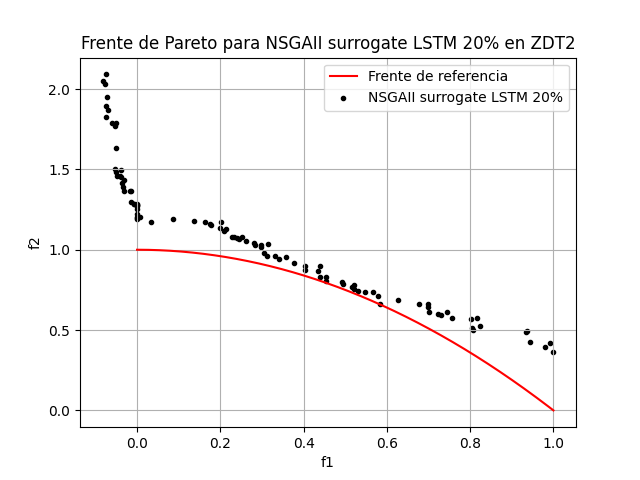 Frente de Pareto para NSGAII surrogate LSTM 20% en ZDT2
Frente de referencia
NSGAII surrogate LSTM 20%
f2
2.0
1.5
1.0
0.5
0.0
0.0 0.2 0.4 0.6 0.8 1.0
f1